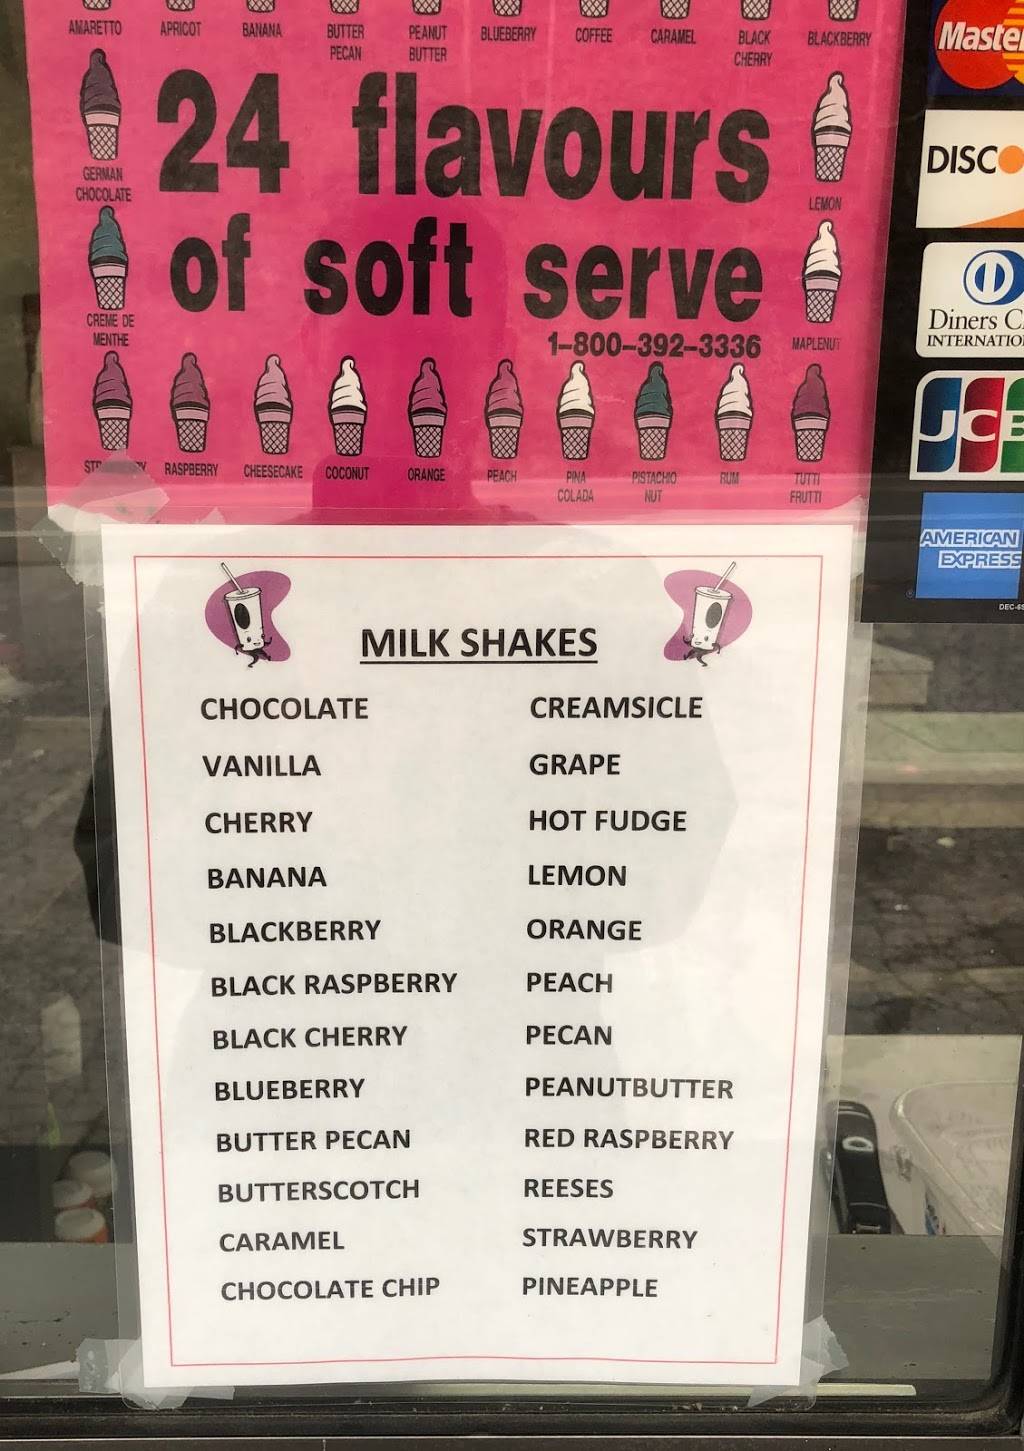 AMARETTO APRICOT BANANA BUTTER PECAN PEANUT BUTTER BLUEBERRY COFFEE CARAMEL BLACK CHERRY BLACKBERRY
24 flavours
of soft serve
1-800-392-3336
GERMAN
CHOCOLATE
LEMON
CREME DE
MENTHE
MAPLENUT
RASPBERRY CHEESECAKE COCONUT ORANGE PEACH PINA COLADA PISTACHIO NUT RUM TUTTI FRUTTI
Master
DISCO
Diners C
INTERNATIO
JCB
AMERICAN
EXPRESS
MILK SHAKES
CHOCOLATE
VANILLA
CHERRY
BANANA
BLACKBERRY
BLACK RASPBERRY
BLACK CHERRY
BLUEBERRY
BUTTER PECAN
BUTTERSCOTCH
CARAMEL
CHOCOLATE CHIP
CREAMSICLE
GRAPE
HOT FUDGE
LEMON
ORANGE
PEACH
PECAN
PEANUTBUTTER
RED RASPBERRY
REESES
STRAWBERRY
PINEAPPLE